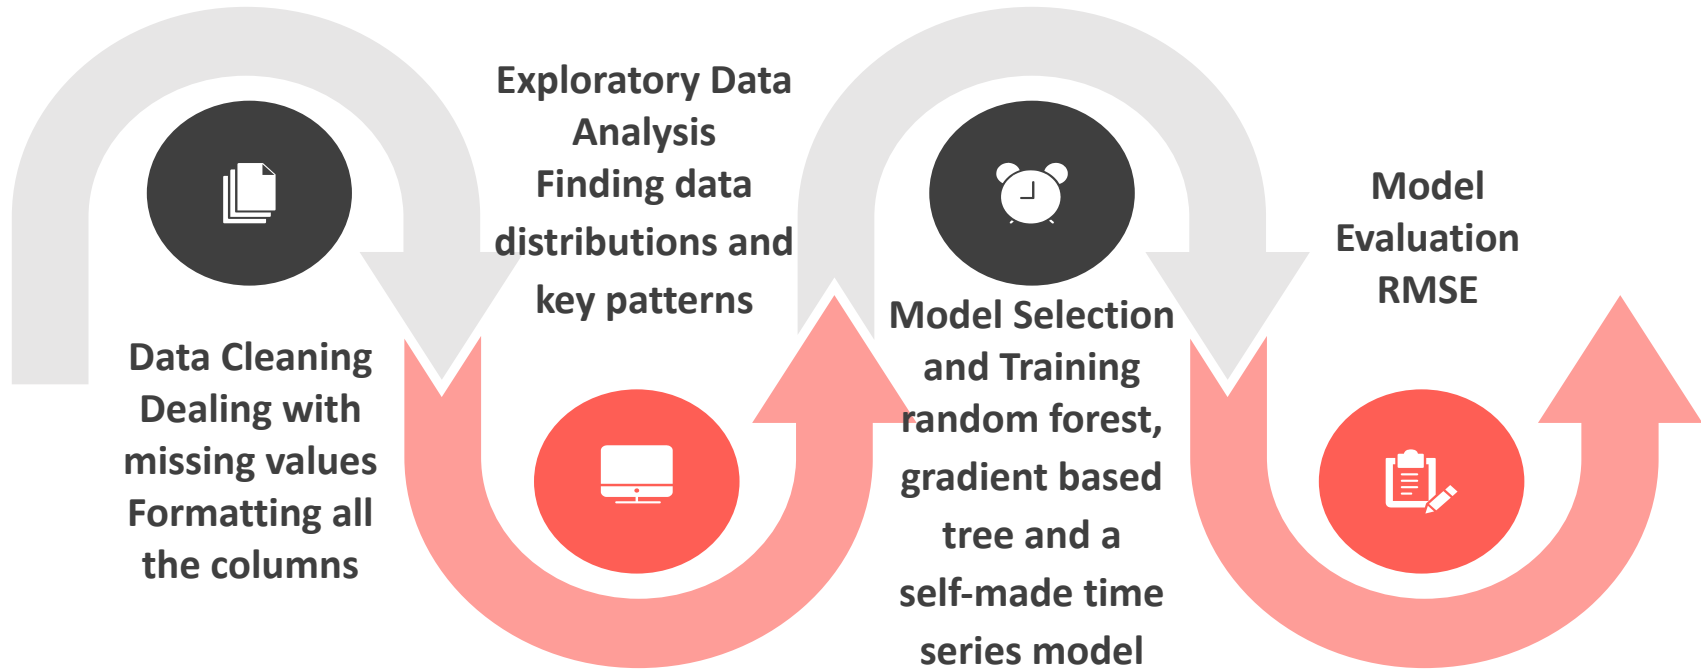 Data Cleaning
Dealing with
missing values
Formatting all
the columns
Exploratory Data
Analysis
Finding data
distributions and
key patterns
Model Selection
and Training
random forest,
gradient based
tree and a
self-made time
series model
Model
Evaluation
RMSE